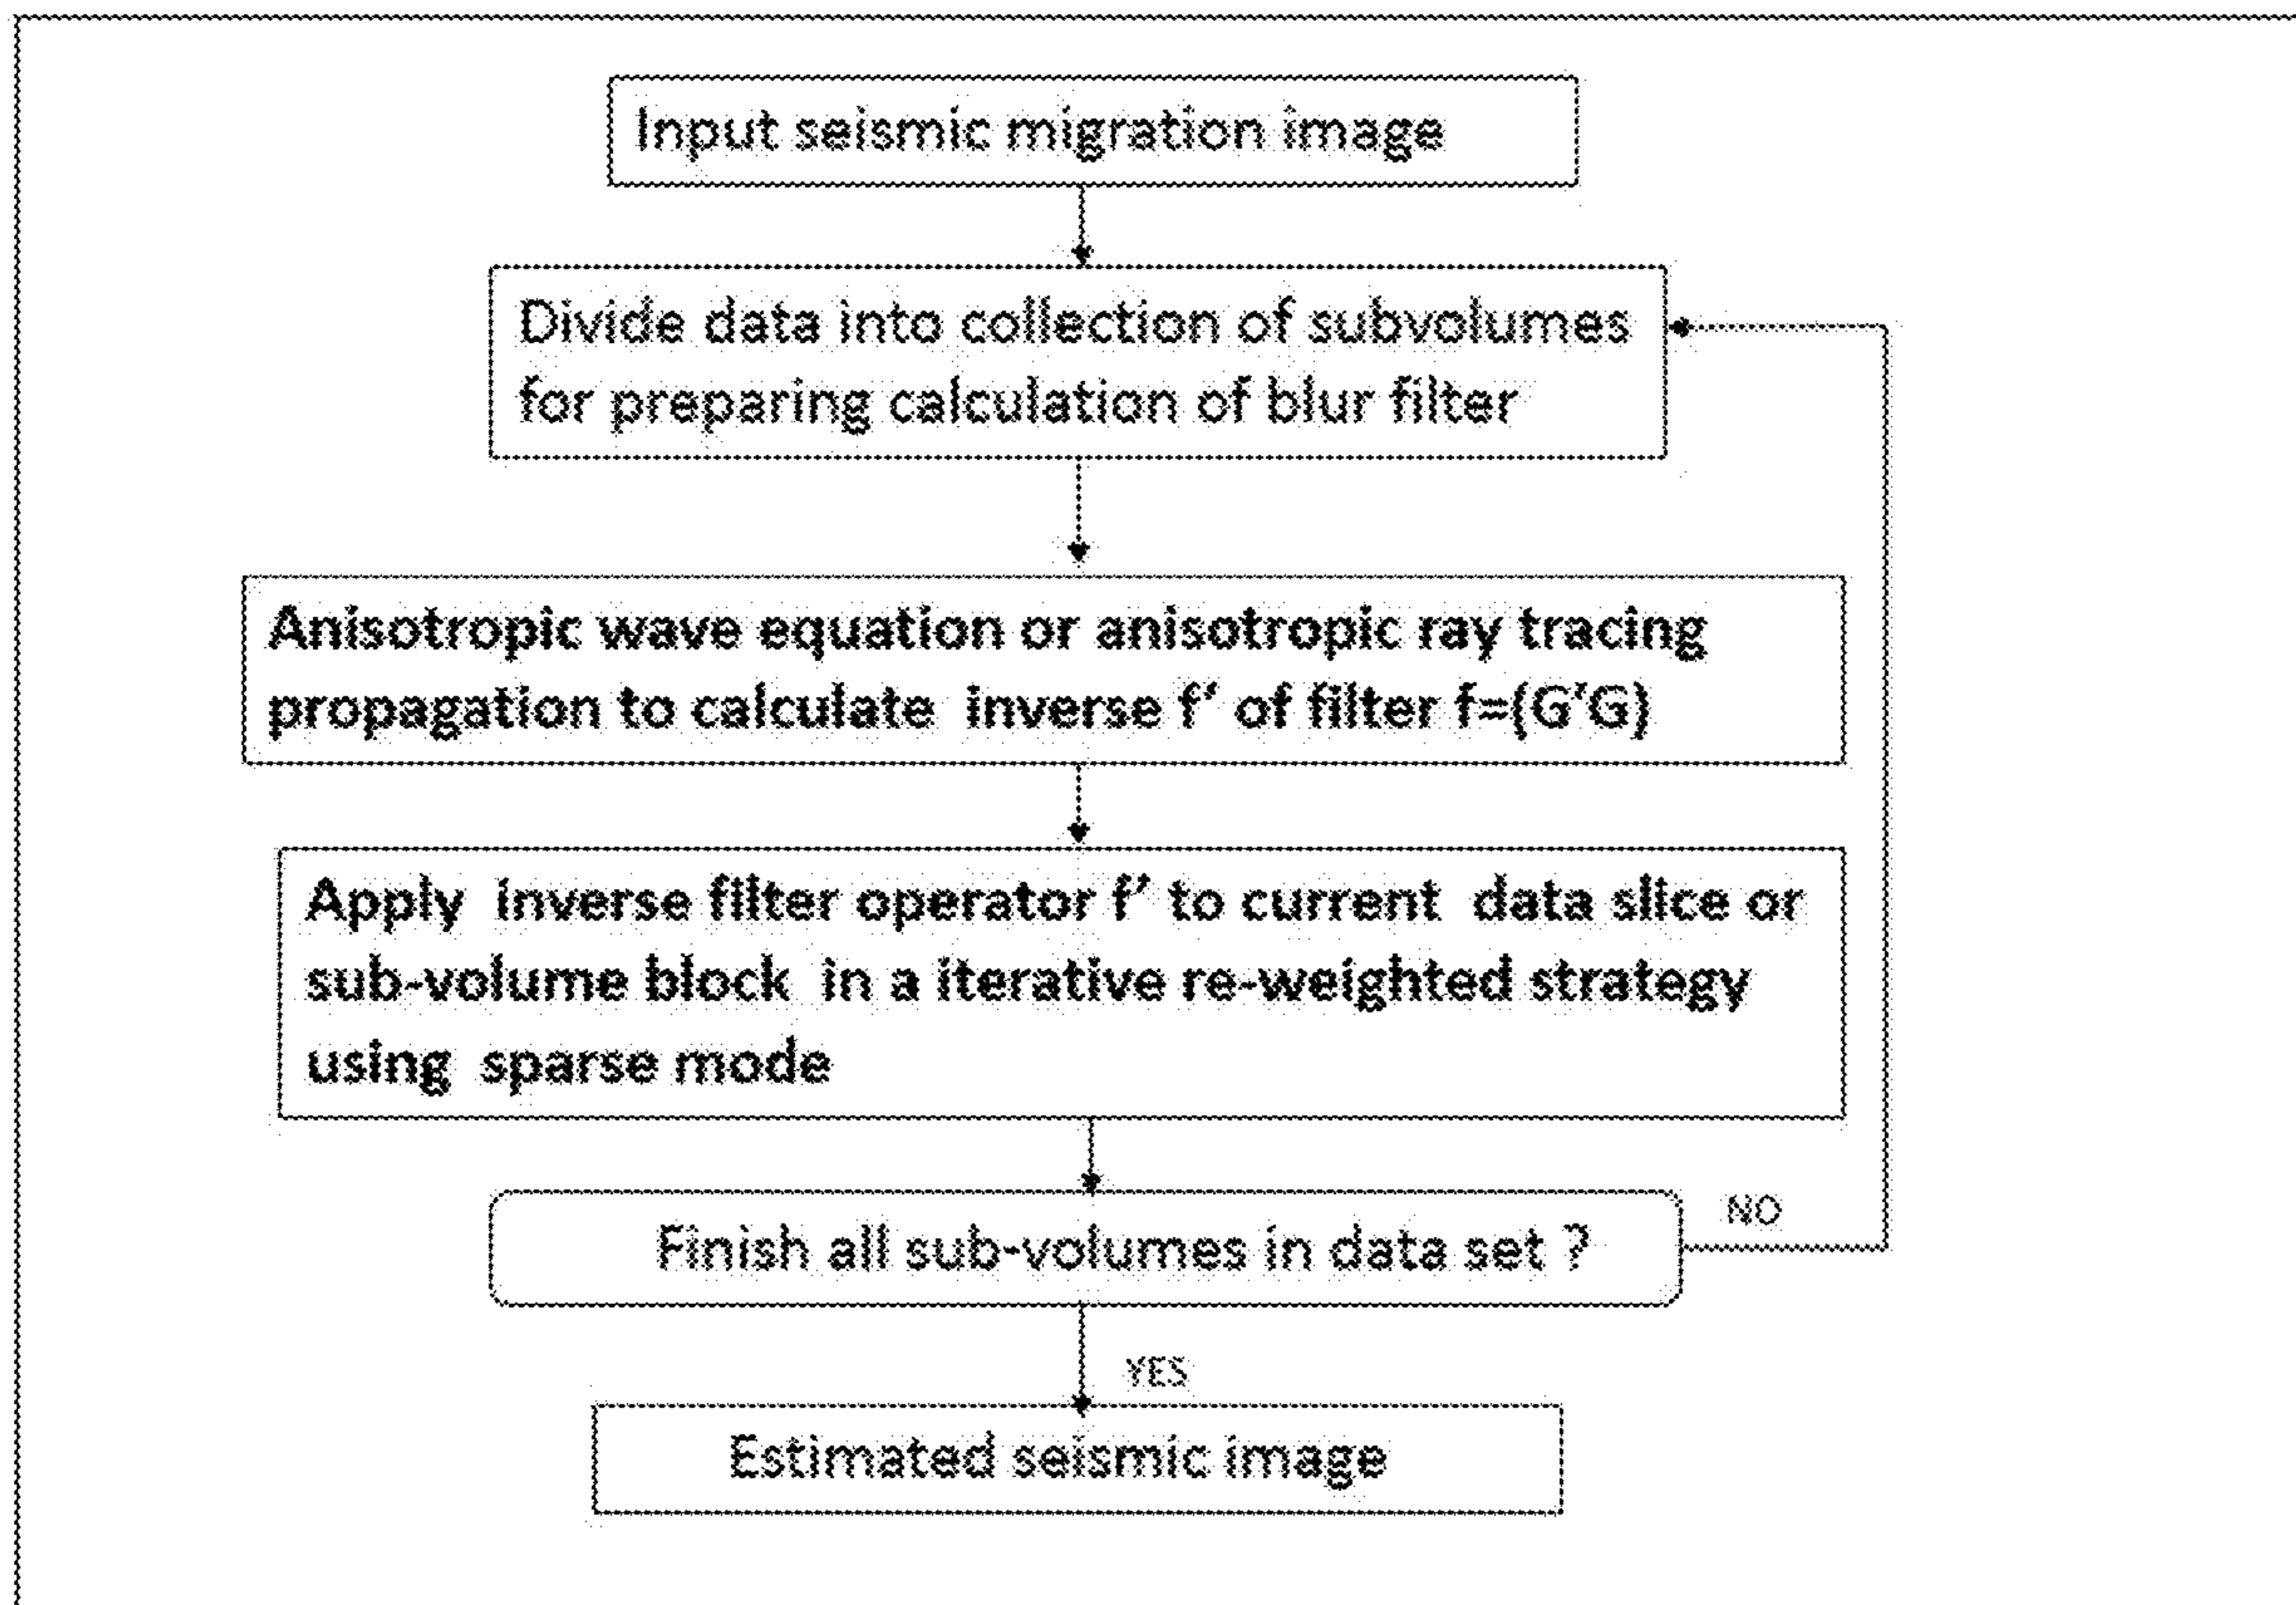 Input seismic migration image
Divide data into collection of subvolumes
for preparing calculation of blur filter
Anisotropic wave equation or anisotropic ray tracing
propagation to calculate inverse f' of filter f=(G'G)
Apply inverse filter operator f' to current data slice or
sub-volume block in a iterative re-weighted strategy
using sparse mode
Finish all sub-volumes in data set ?
NO
YES
Estimated seismic image